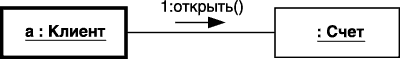 1:открыть()
а : Клиент
: Счет